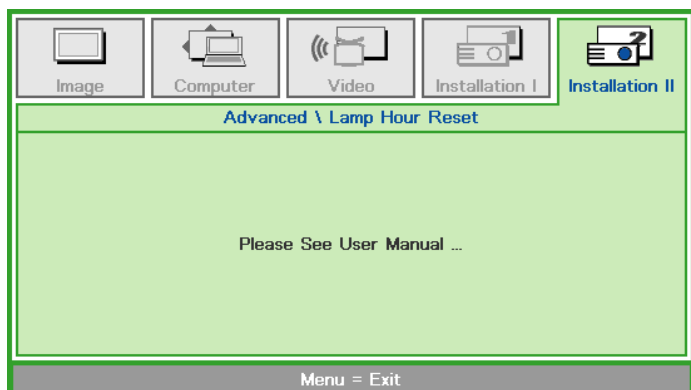 Image Computer Video Installation I Installation II
Advanced \ Lamp Hour Reset
Please See User Manual ...
Menu = Exit